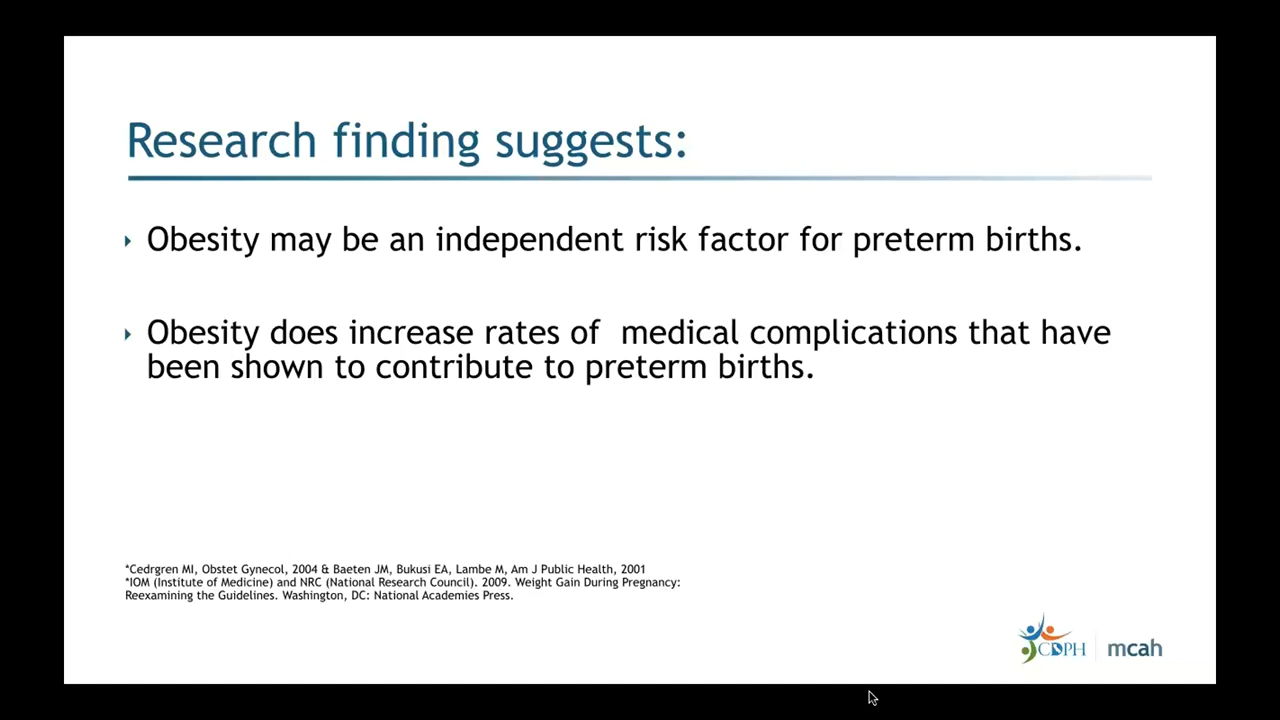 Research finding suggests:
Obesity may be an independent risk factor for preterm births.
Obesity does increase rates of  medical complications that have
been shown to contribute to preterm births.
*Cedrgren MI, Obstet Gynecol, 2004 & Baeten JM, Bukusi EA, Lambe M, Am J Public Health, 2001
*IOM (Institute of Medicine) and NRC (National Research Council). 2009. Weight Gain During Pregnancy:
Reexamining the Guidelines. Washington, DC: National Academies Press.
CDPH
mcah